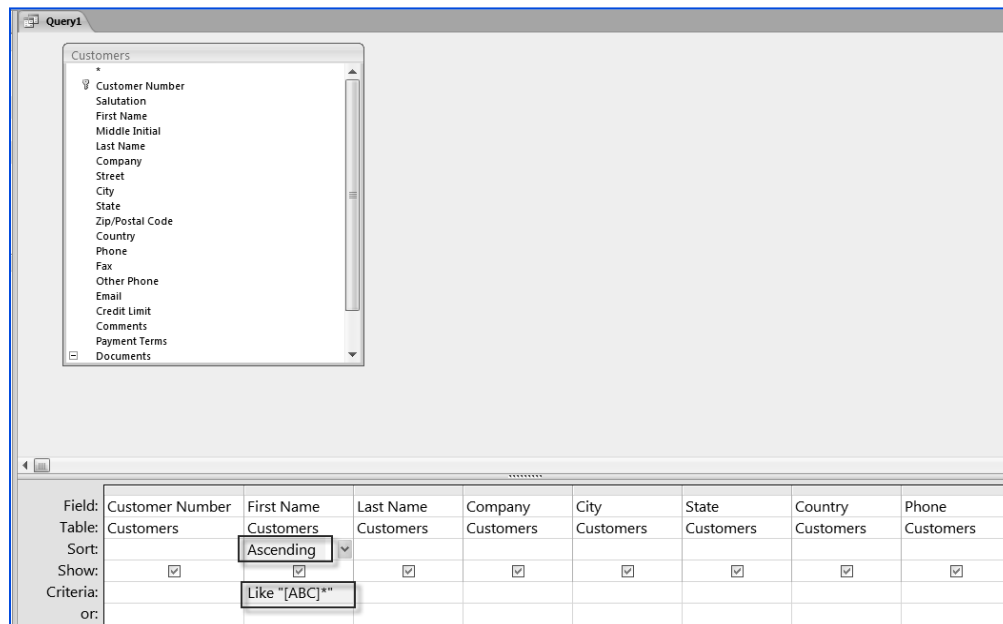 Query1
Customers
*
Customer Number
Salutation
First Name
Middle Initial
Last Name
Company
Street
City
State
Zip/Postal Code
Country
Phone
Fax
Other Phone
Email
Credit Limit
Comments
Payment Terms
Documents
Field: Customer Number First Name Last Name Company City State Country Phone
Table: Customers Customers Customers Customers Customers Customers Customers Customers
Sort: Ascending
Show:
Criteria: Like "[ABC]*"
or: